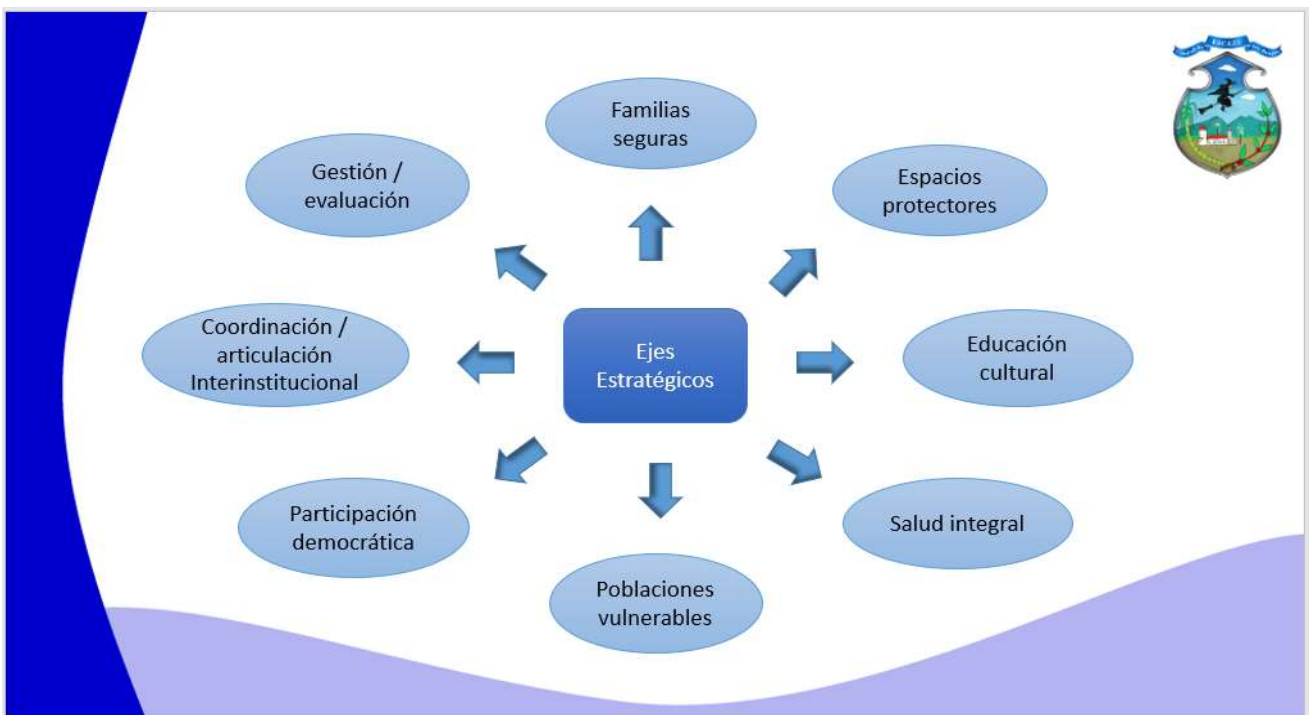 ESCAZÚ
Familias
seguras
Gestión /
evaluación
Espacios
protectores
Coordinación /
articulación
Interinstitucional
Ejes
Estratégicos
Educación
cultural
Participación
democrática
Salud integral
Poblaciones
vulnerables